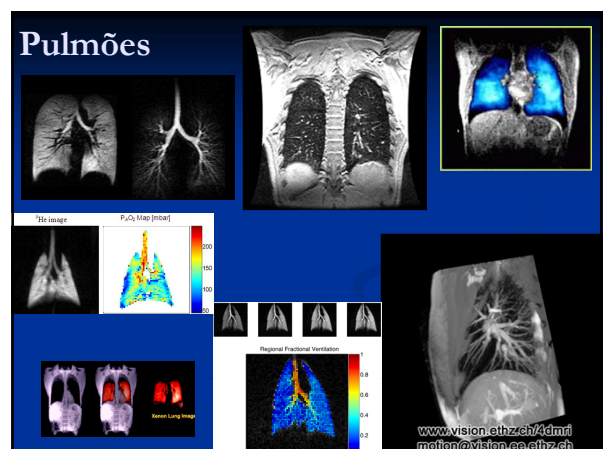 Pulmões
³He image
PAO2 Map [mbar]
200
150
100
50
Regional Fractional Ventilation
1
0.8
0.6
0.4
0.2
Xenon Lung Image
www.vision.ethz.ch/4dmri
motion@vision.ee.ethz.ch